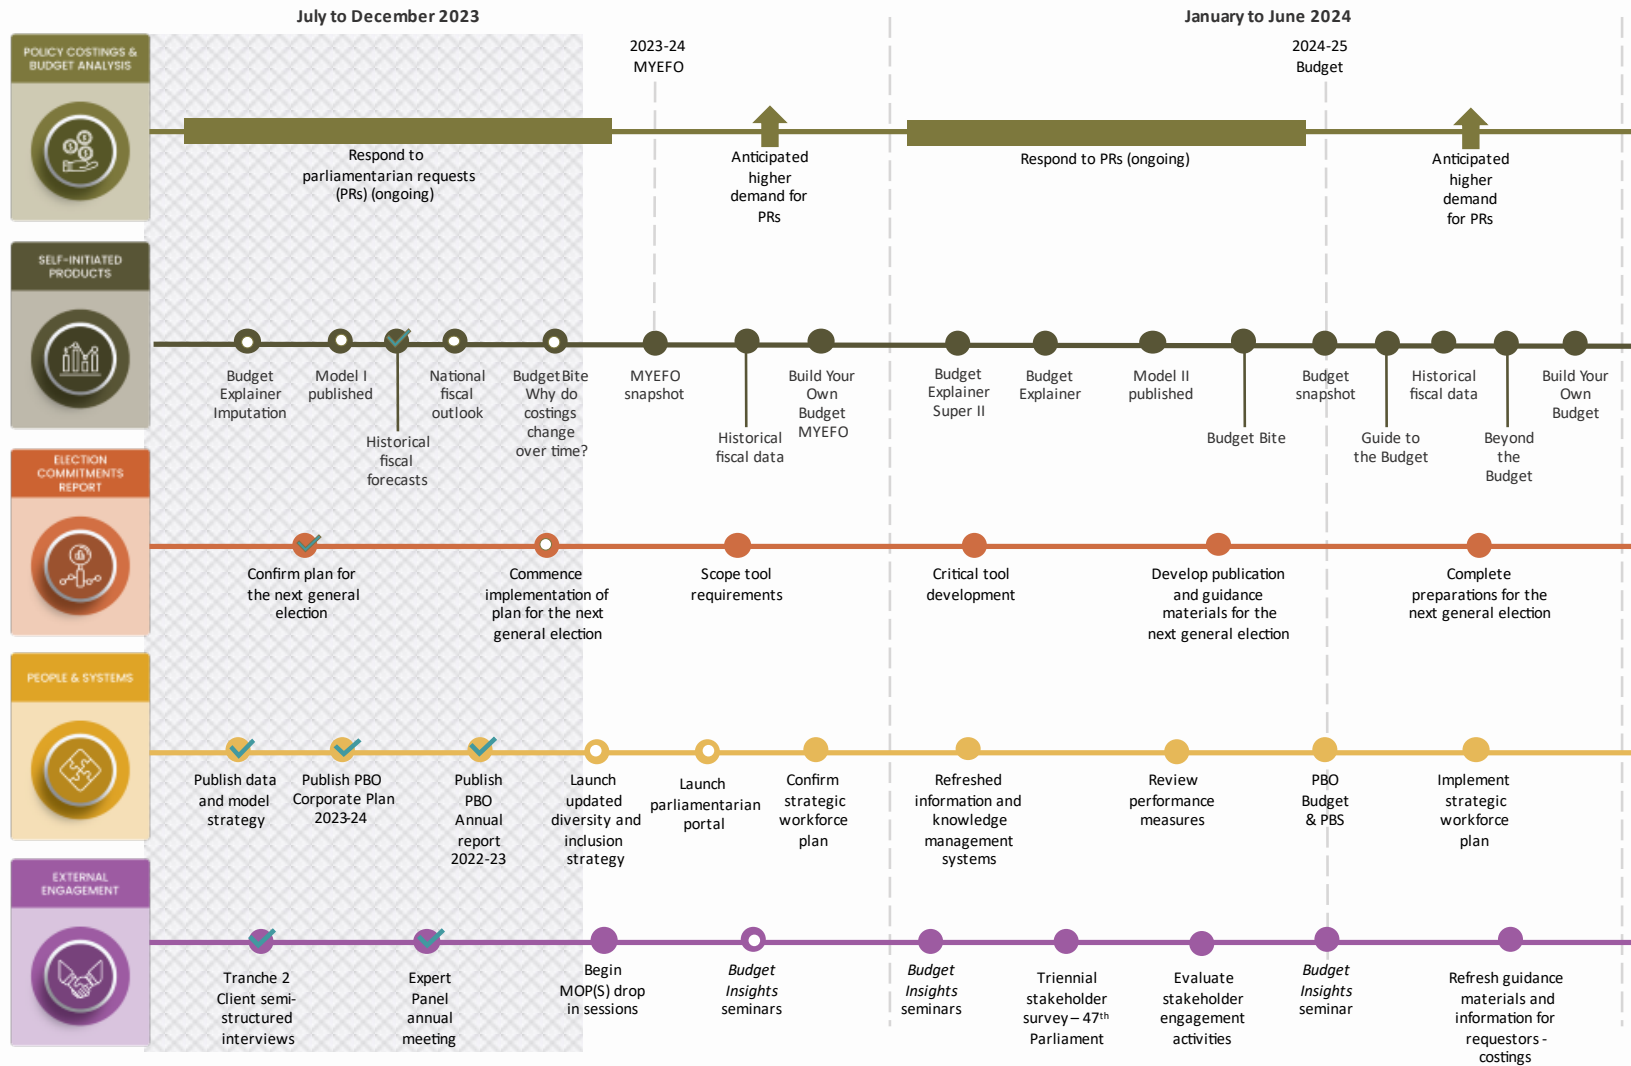 July to December 2023
January to June 2024
POLICY COSTINGS &
BUDGET ANALYSIS
2023-24
MYEFO
2024-25
Budget
Respond to
parliamentarian requests
(PRs) (ongoing)
Anticipated
higher
demand for
PRs
Respond to PRs (ongoing)
Anticipated
higher
demand
for PRs
SELF-INITIATED
PRODUCTS
Budget
Explainer
Imputation
Model I
published
Historical
fiscal
forecasts
National
fiscal
outlook
Budget Bite
Why do
costings
change
over time?
MYEFO
snapshot
Historical
fiscal data
Build Your
Own
Budget
MYEFO
Budget
Explainer
Super II
Budget
Explainer
Model II
published
Budget Bite
Budget
snapshot
Guide to
the Budget
Historical
fiscal data
Beyond
the
Budget
Build Your
Own
Budget
ELECTION
COMMITMENTS
REPORT
Confirm plan for
the next general
election
Commence
implementation of
plan for the next
general election
Scope tool
requirements
Critical tool
development
Develop publication
and guidance
materials for the
next general election
Complete
preparations for the
next general election
PEOPLE & SYSTEMS
Publish data
and model
strategy
Publish PBO
Corporate Plan
2023-24
Publish
PBO
Annual
report
2022-23
Launch
updated
diversity and
inclusion
strategy
Launch
parliamentarian
portal
Confirm
strategic
workforce
plan
Refreshed
information and
knowledge
management
systems
Review
performance
measures
PBO
Budget
& PBS
Implement
strategic
workforce
plan
EXTERNAL
ENGAGEMENT
Tranche 2
Client semi-
structured
interviews
Expert
Panel
annual
meeting
Begin
MOP(S) drop
in sessions
Budget
Insights
seminars
Budget
Insights
seminars
Triennial
stakeholder
survey – 47th
Parliament
Evaluate
stakeholder
engagement
activities
Budget
Insights
seminar
Refresh guidance
materials and
information for
requestors -
costings